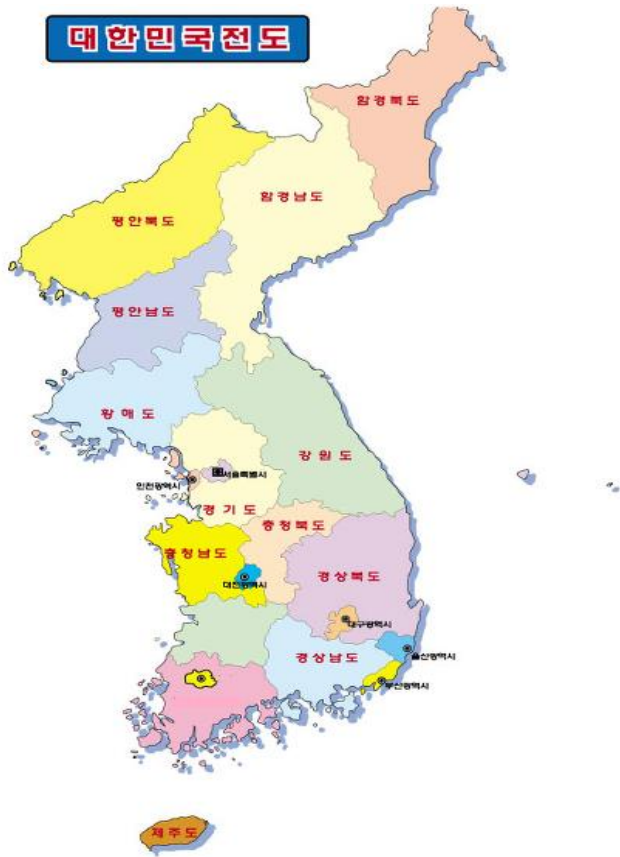 대한민국전도
함경북도
함경남도
평안북도
평안남도
황해도
강원도
서울특별시
인천광역시
경기도
충청북도
충청남도
대전광역시
경상북도
대구광역시
경상남도
울산광역시
부산광역시
제주도